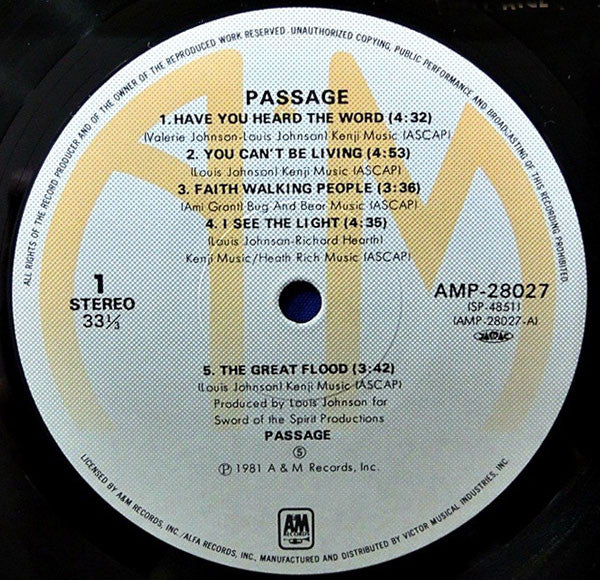 ALL RIGHTS OF THE RECORD PRODUCER AND OF THE OWNER OF THE REPRODUCED WORK RESERVED. UNAUTHORIZED COPYING, PUBLIC PERFORMANCE AND BROADCASTING OF THIS RECORDING PROHIBITED
PASSAGE
1. HAVE YOU HEARD THE WORD (4:32)
(Valerie Johnson-Louis Johnson) Kenji Music (ASCAP)
2. YOU CAN'T BE LIVING (4:53)
(Louis Johnson) Kenji Music (ASCAP)
3. FAITH WALKING PEOPLE (3:36)
(Ami Grant) Bug And Bear Music (ASCAP)
4. I SEE THE LIGHT (4:35)
(Louis Johnson-Richard Hearth)
Kenji Music/Heath Rich Music (ASCAP)
1
STEREO
33⅓
AMP-28027
(SP-4851)
(AMP-28027-A)
JASRAC
5. THE GREAT FLOOD (3:42)
(Louis Johnson) Kenji Music (ASCAP)
Produced by Louis Johnson for
Sword of the Spirit Productions
PASSAGE
Ⓢ
℗ 1981 A & M Records, Inc.
AM
RECORDS
LICENSED BY A&M RECORDS, INC./ALFA RECORDS, INC., MANUFACTURED AND DISTRIBUTED BY VICTOR MUSICAL INDUSTRIES, INC.